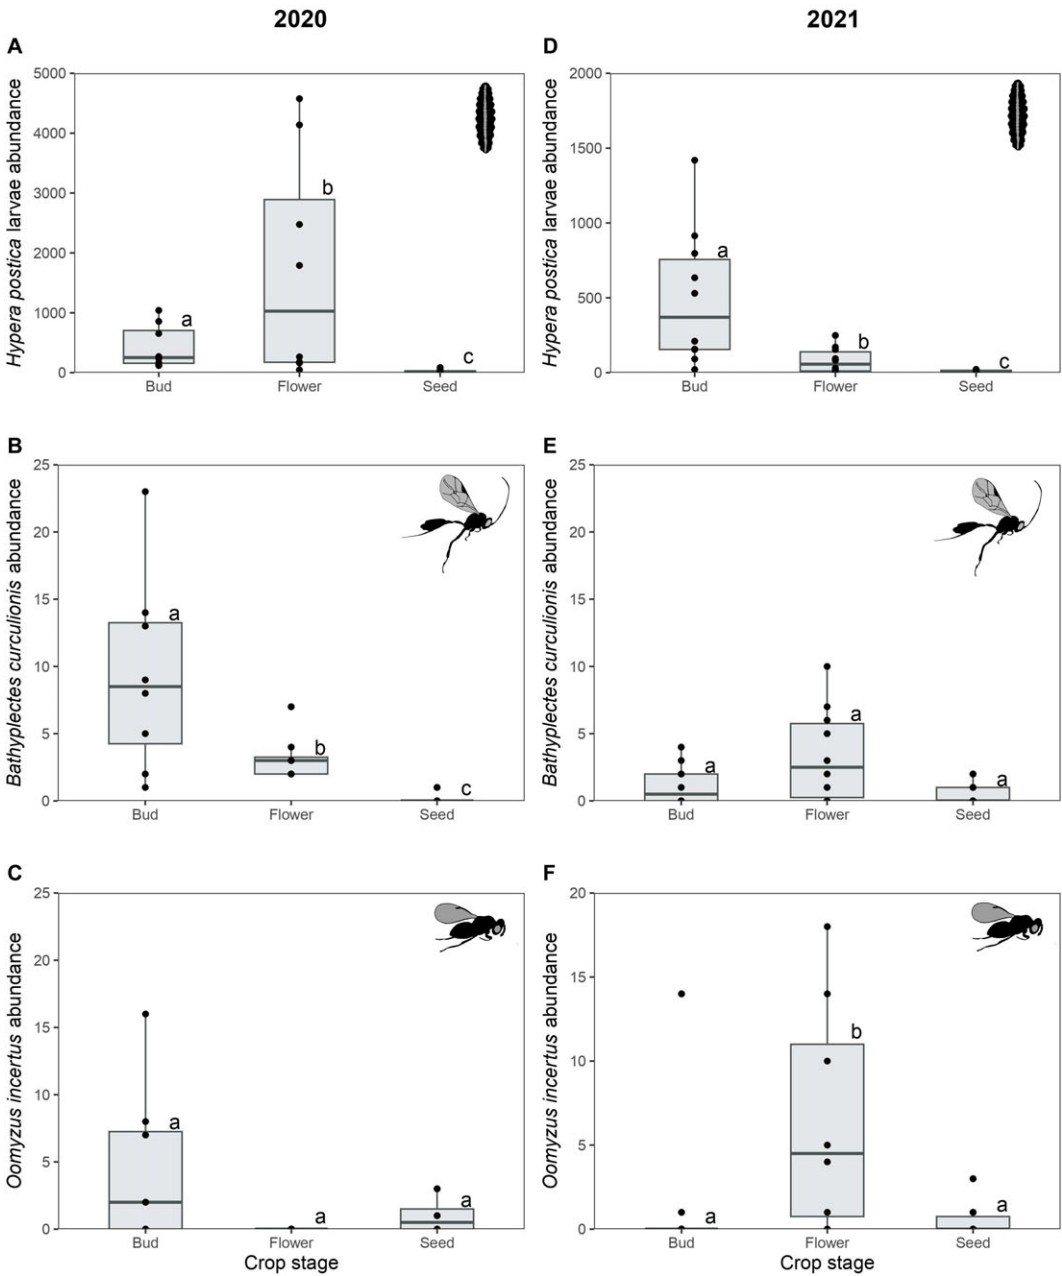 2020
2021
A
Hypera postica larvae abundance
5000
4000
3000
2000
1000
0
a
b
c
Bud
Flower
Seed
D
Hypera postica larvae abundance
2000
1500
1000
500
0
a
b
c
Bud
Flower
Seed
B
Bathyplectes curculionis abundance
25
20
15
10
5
0
a
b
c
Bud
Flower
Seed
E
Bathyplectes curculionis abundance
25
20
15
10
5
0
a
a
a
Bud
Flower
Seed
C
Oomyzus incertus abundance
25
20
15
10
5
0
a
a
a
Bud
Flower
Seed
Crop stage
F
Oomyzus incertus abundance
20
15
10
5
0
a
b
a
Bud
Flower
Seed
Crop stage